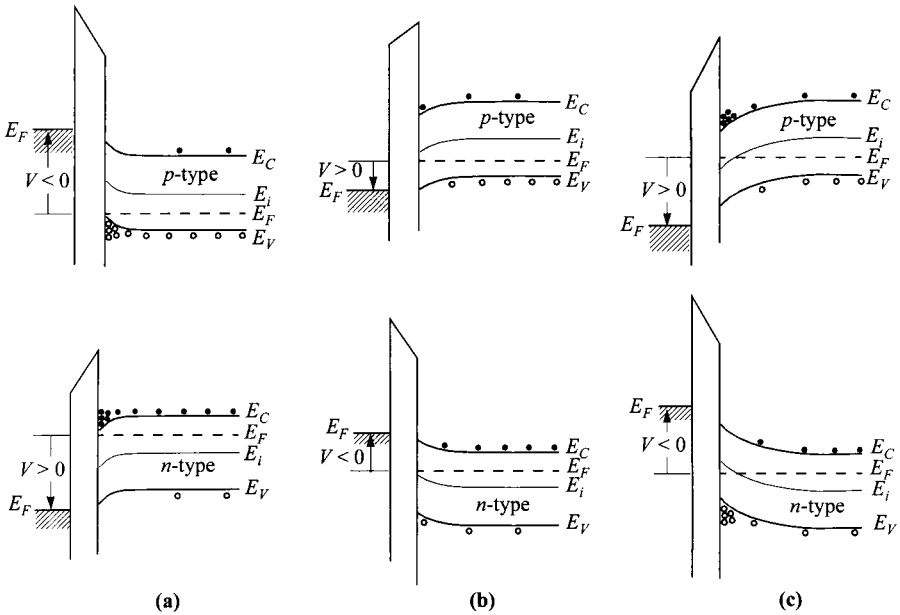 E_F
V < 0
p-type
E_C
E_i
E_F
E_V
V > 0
E_F
p-type
E_C
E_i
E_F
E_V
V > 0
E_F
p-type
E_C
E_i
E_F
E_V
V > 0
E_F
n-type
E_C
E_F
E_i
E_V
E_F
V < 0
n-type
E_C
E_F
E_i
E_V
E_F
V < 0
n-type
E_C
E_F
E_i
E_V
(a)
(b)
(c)